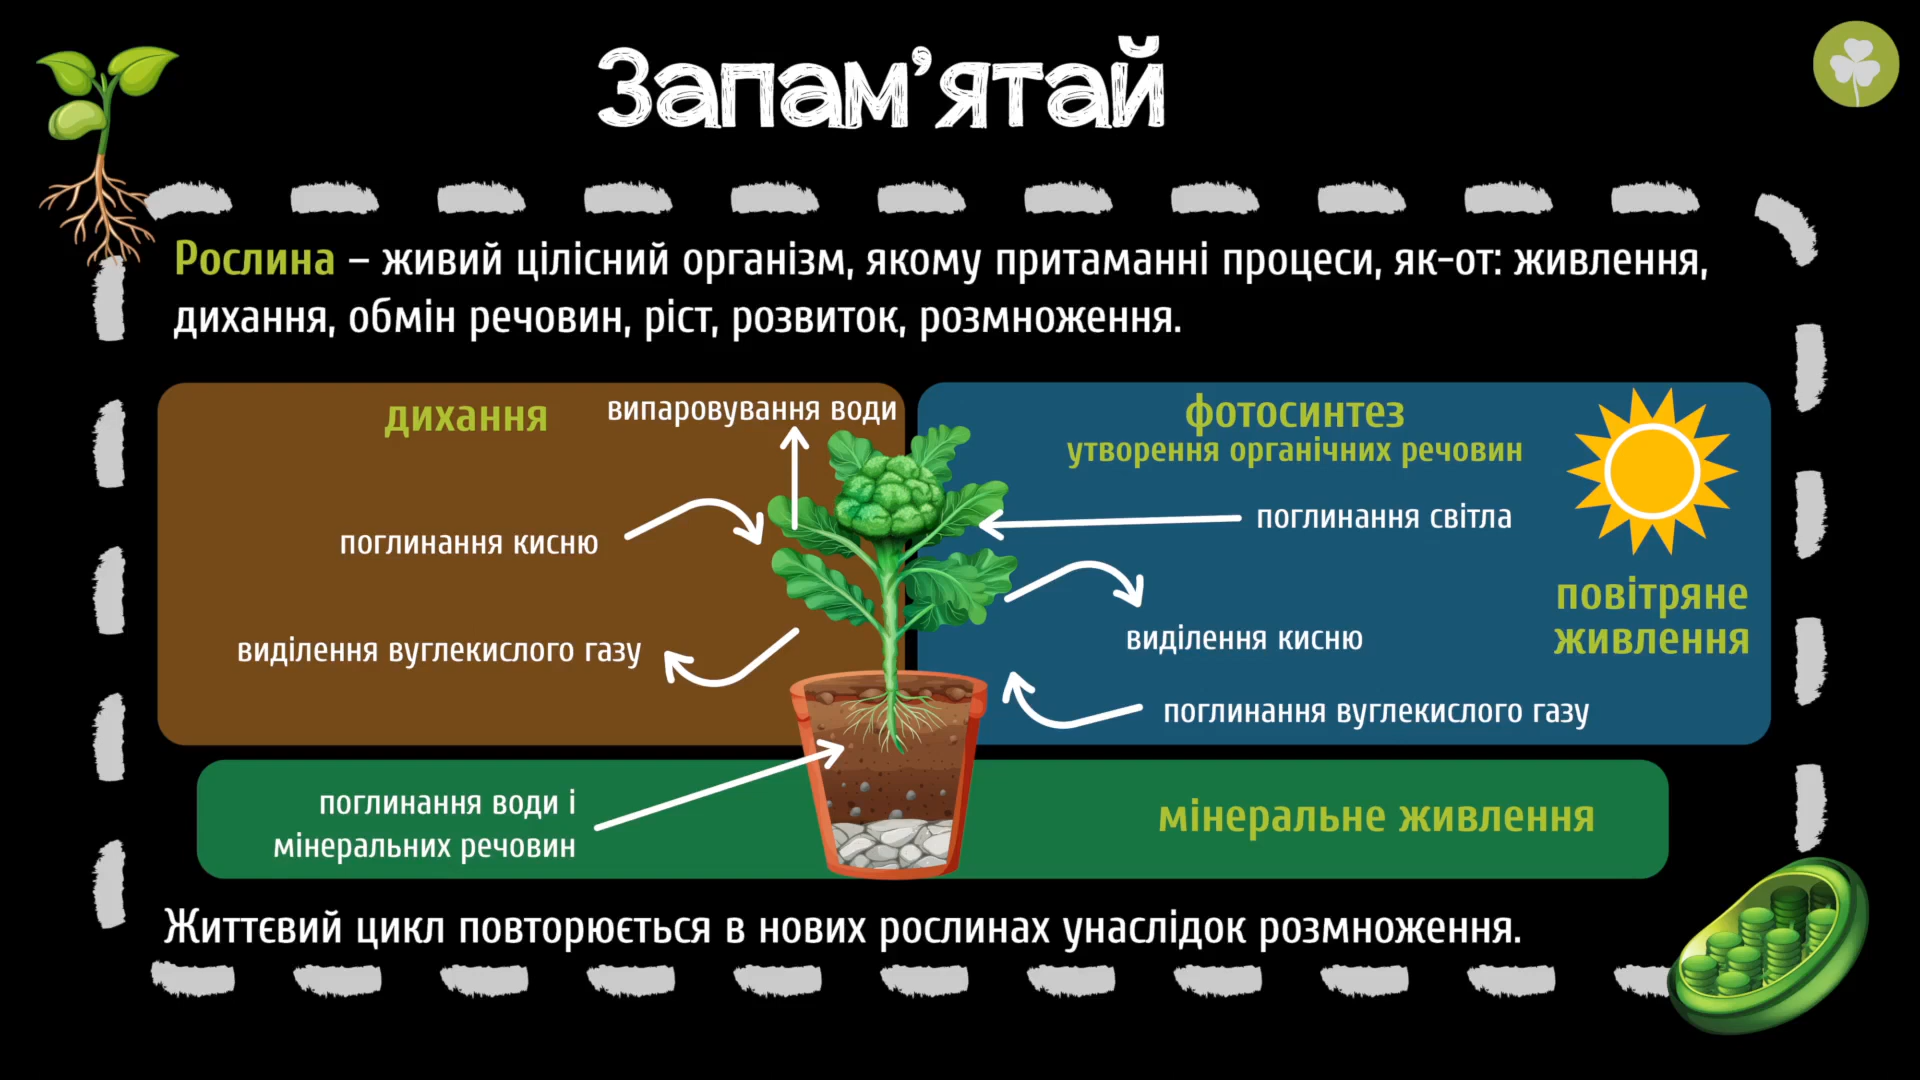 Запам’ятай
Рослина – живий цілісний організм, якому притаманні процеси, як-от: живлення,
дихання, обмін речовин, ріст, розвиток, розмноження.
дихання
випаровування води
поглинання кисню
виділення вуглекислого газу
фотосинтез
утворення органічних речовин
поглинання світла
виділення кисню
повітряне
живлення
поглинання вуглекислого газу
поглинання води і
мінеральних речовин
мінеральне живлення
Життєвий цикл повторюється в нових рослинах унаслідок розмноження.